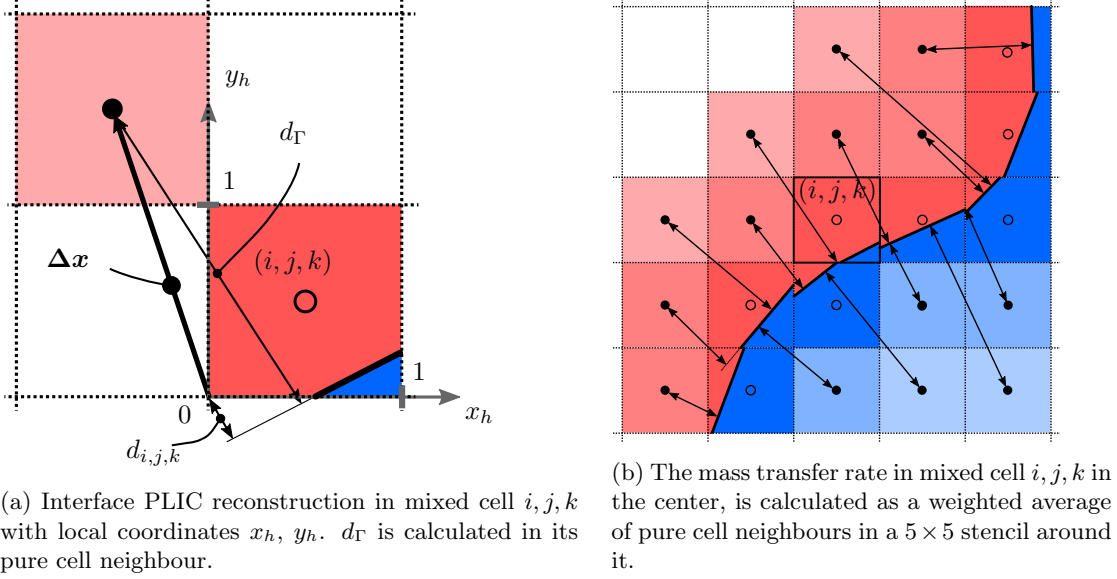 y_h
d_Γ
1
Δx
(i, j, k)
1
0
x_h
d_{i,j,k}
(a) Interface PLIC reconstruction in mixed cell i, j, k
with local coordinates x_h, y_h. d_Γ is calculated in its
pure cell neighbour.
(i, j, k)
(b) The mass transfer rate in mixed cell i, j, k in
the center, is calculated as a weighted average
of pure cell neighbours in a 5 × 5 stencil around
it.